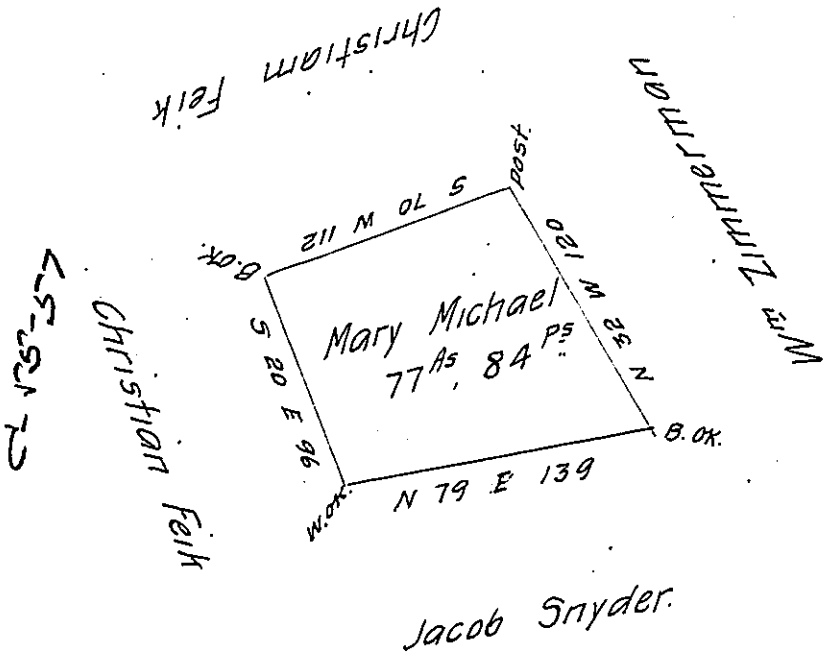 Christiam Feik
Wm Zimmerman
post.
S 70 W 112
B.OK.
N 32 W 120
Mary Michael
77 As, 84 Ps
S 20 E 96
Christian Feik
B. OK.
W.OK.
N 79 E 139
Jacob Snyder.